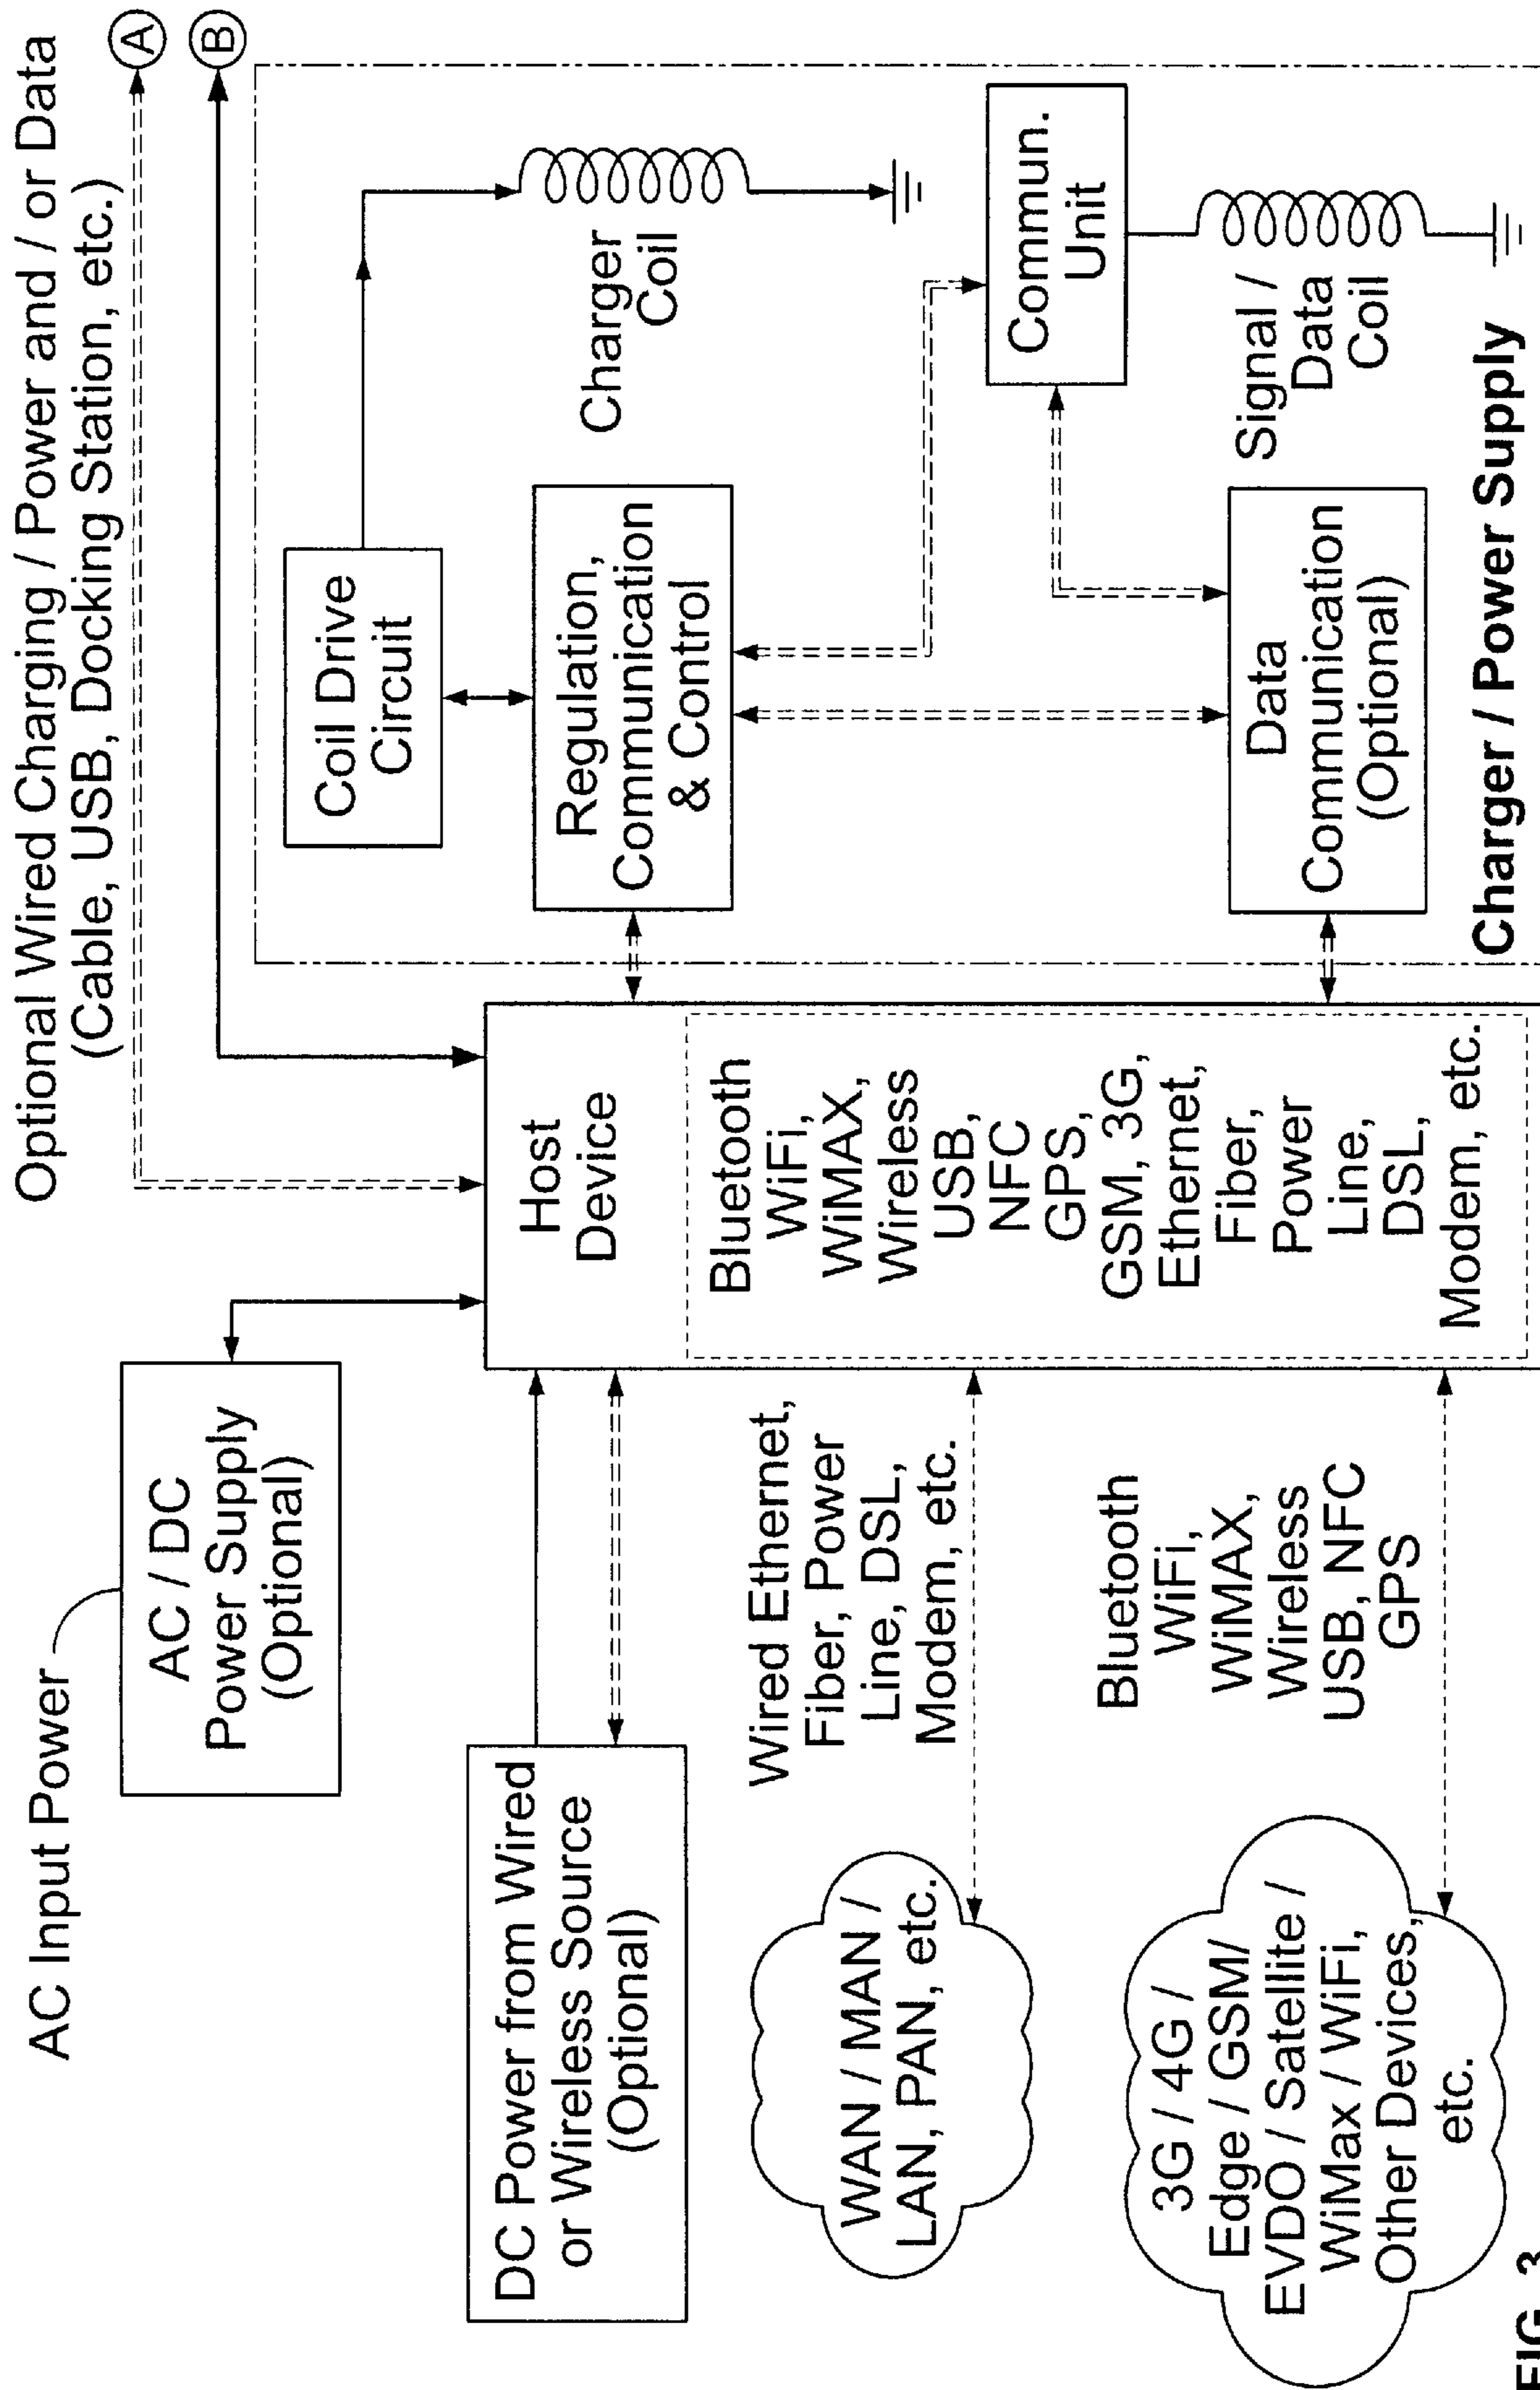 AC Input Power
Optional Wired Charging / Power and / or Data
(Cable, USB, Docking Station, etc.)
A
B
AC / DC
Power Supply
(Optional)
DC Power from Wired
or Wireless Source
(Optional)
Host
Device
Bluetooth
WiFi,
WiMAX,
Wireless
USB,
NFC
GPS,
GSM, 3G,
Ethernet,
Fiber,
Power
Line,
DSL,
Modem, etc.
Coil Drive
Circuit
Regulation,
Communication
& Control
Charger
Coil
Commun.
Unit
Signal /
Data
Coil
Data
Communication
(Optional)
Charger / Power Supply
Wired Ethernet,
Fiber, Power
Line, DSL,
Modem, etc.
WAN / MAN /
LAN, PAN, etc.
Bluetooth
WiFi,
WiMAX,
Wireless
USB, NFC
GPS
3G / 4G /
Edge / GSM/
EVDO / Satellite /
WiMax / WiFi,
Other Devices,
etc.
FIG. 3